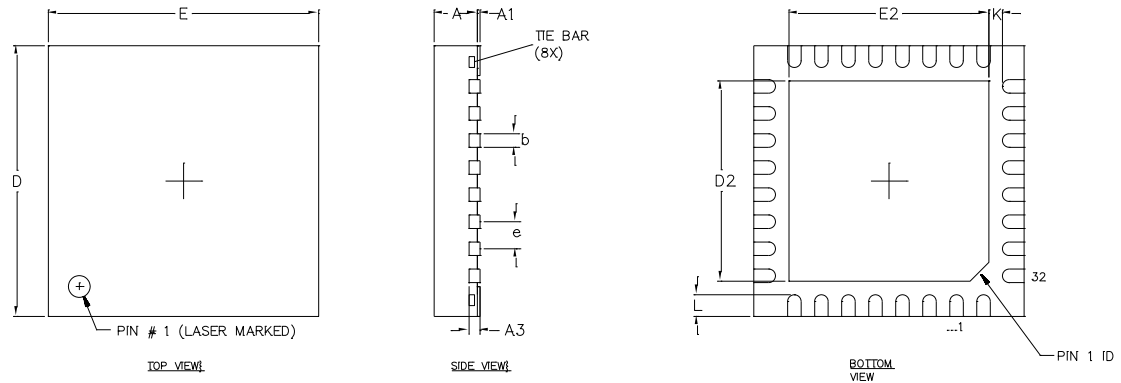 E
A
A1
TIE BAR
(8X)
E2
K
D
b
e
D2
L
32
PIN # 1 (LASER MARKED)
A3
1
PIN 1 ID
TOP VIEW
SIDE VIEW
BOTTOM
VIEW